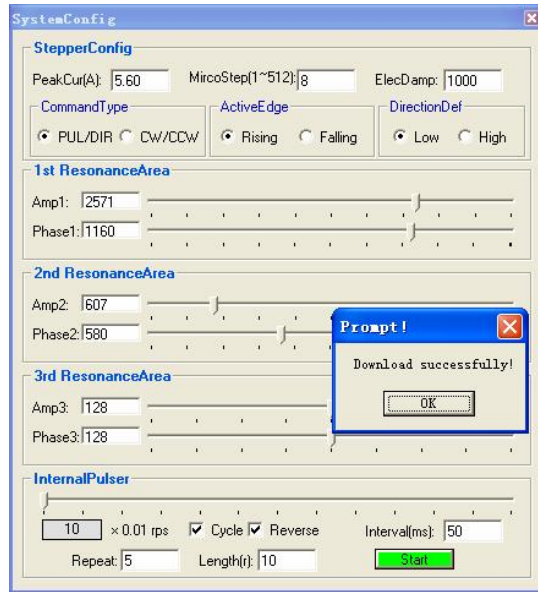 SystemConfig
StepperConfig
PeakCur(A): 5.60 MircoStep(1~512): 8 ElecDamp: 1000
CommandType ActiveEdge DirectionDef
PUL/DIR CW/CCW Rising Falling Low High
1st ResonanceArea
Amp1: 2571
Phase1: 1160
2nd ResonanceArea
Amp2: 607
Phase2: 580
Prompt!
Download successfully!
OK
3rd ResonanceArea
Amp3: 128
Phase3: 128
InternalPulser
10 × 0.01 rps Cycle Reverse Interval(ms): 50
Repeat: 5 Length(r): 10 Start